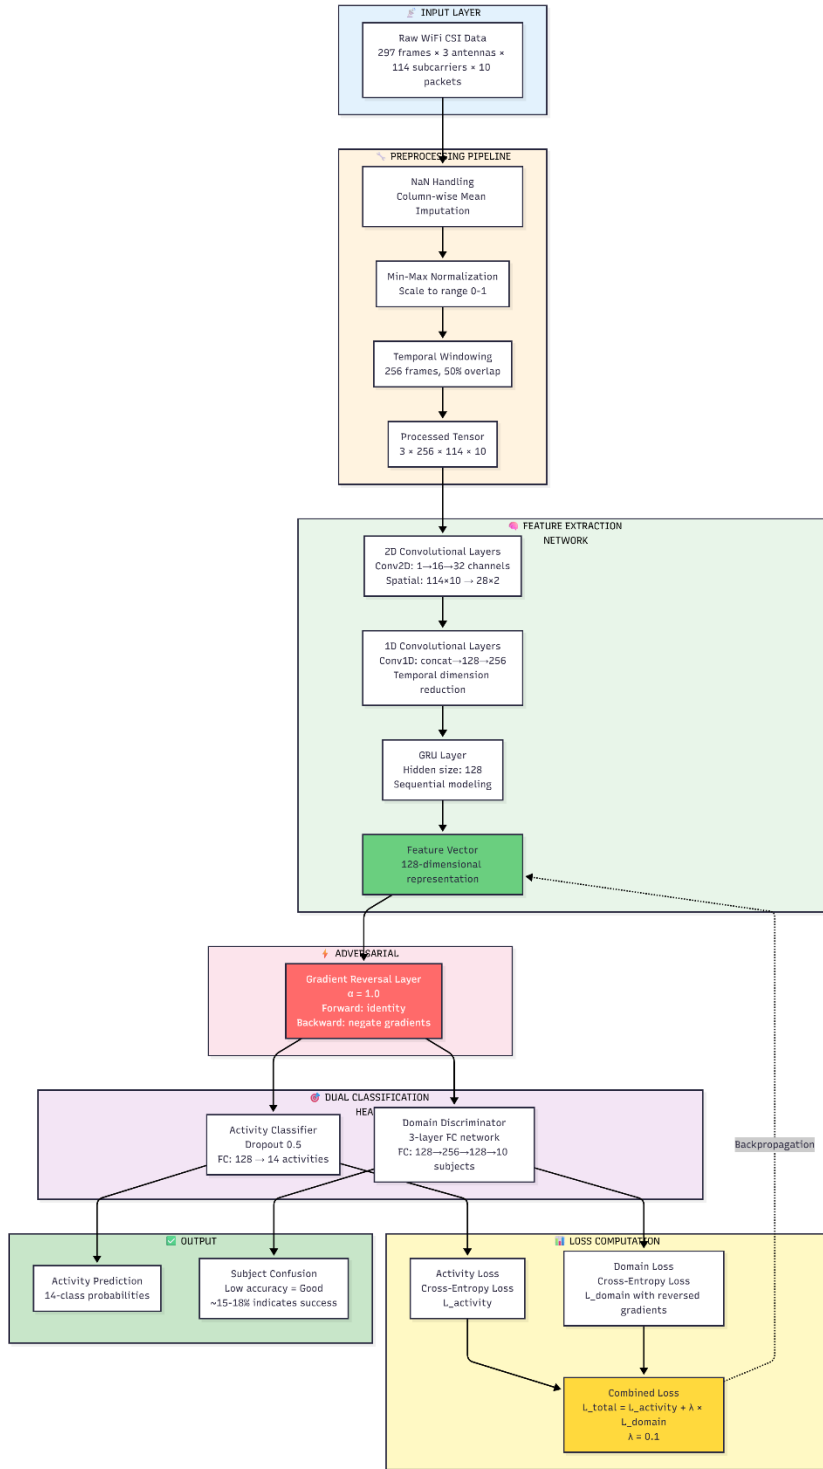 INPUT LAYER
Raw WiFi CSI Data
297 frames × 3 antennas ×
114 subcarriers × 10
packets
PREPROCESSING PIPELINE
NaN Handling
Column-wise Mean
Imputation
Min-Max Normalization
Scale to range 0-1
Temporal Windowing
256 frames, 50% overlap
Processed Tensor
3 × 256 × 114 × 10
FEATURE EXTRACTION
NETWORK
2D Convolutional Layers
Conv2D: 1→16→32 channels
Spatial: 114×10 → 28×2
1D Convolutional Layers
Conv1D: concat→128→256
Temporal dimension
reduction
GRU Layer
Hidden size: 128
Sequential modeling
Feature Vector
128-dimensional
representation
ADVERSARIAL
Gradient Reversal Layer
α = 1.0
Forward: identity
Backward: negate gradients
DUAL CLASSIFICATION
Activity Classifier
Dropout 0.5
FC: 128 → 14 activities
Domain Discriminator
3-layer FC network
FC: 128→256→128→10
subjects
Backpropagation
OUTPUT
Activity Prediction
14-class probabilities
Subject Confusion
Low accuracy = Good
~15-18% indicates success
LOSS COMPUTATION
Activity Loss
Cross-Entropy Loss
L_activity
Domain Loss
Cross-Entropy Loss
L_domain with reversed
gradients
Combined Loss
L_total = L_activity + λ ×
L_domain
λ = 0.1